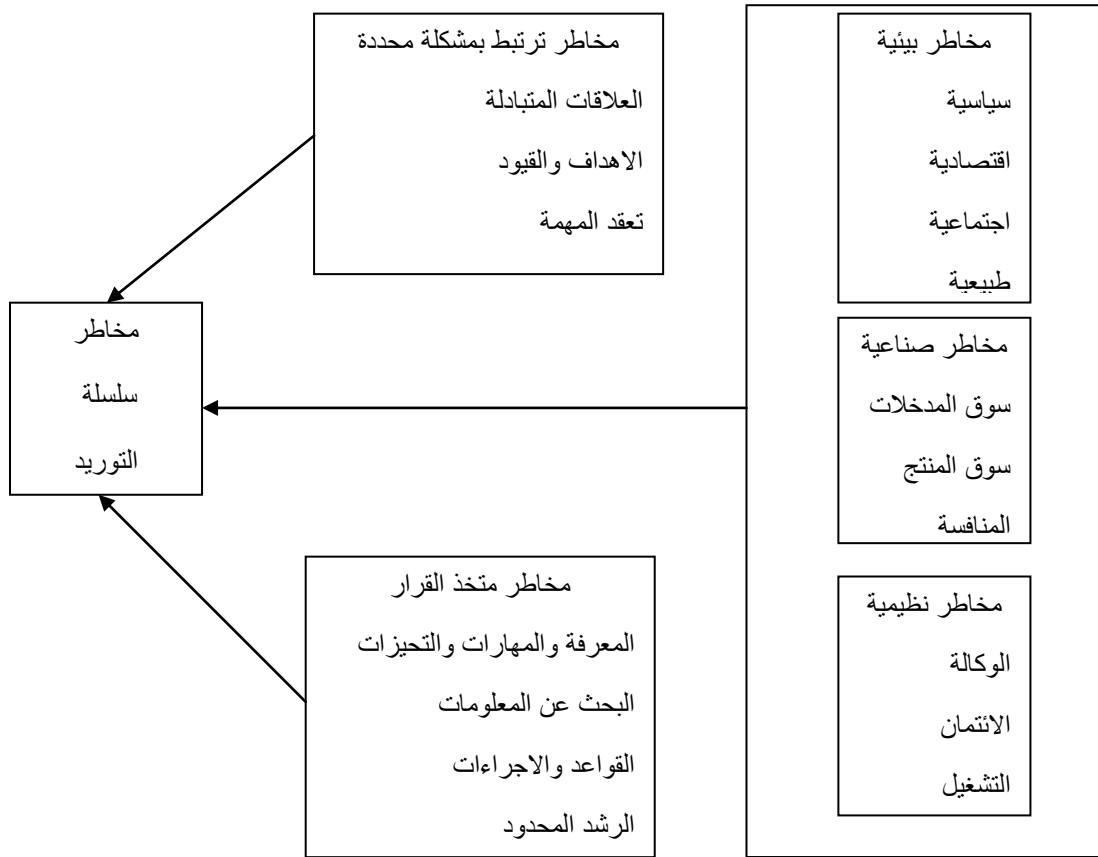 مخاطر بيئية
سياسية
اقتصادية
اجتماعية
طبيعية
مخاطر صناعية
سوق المدخلات
سوق المنتج
المنافسة
مخاطر نظيمية
الوكالة
الائتمان
التشغيل
مخاطر ترتبط بمشكلة محددة
العلاقات المتبادلة
الاهداف والقيود
تعقد المهمة
مخاطر متخذ القرار
المعرفة والمهارات والتحيزات
البحث عن المعلومات
القواعد والاجراءات
الرشد المحدود
مخاطر
سلسلة
التوريد